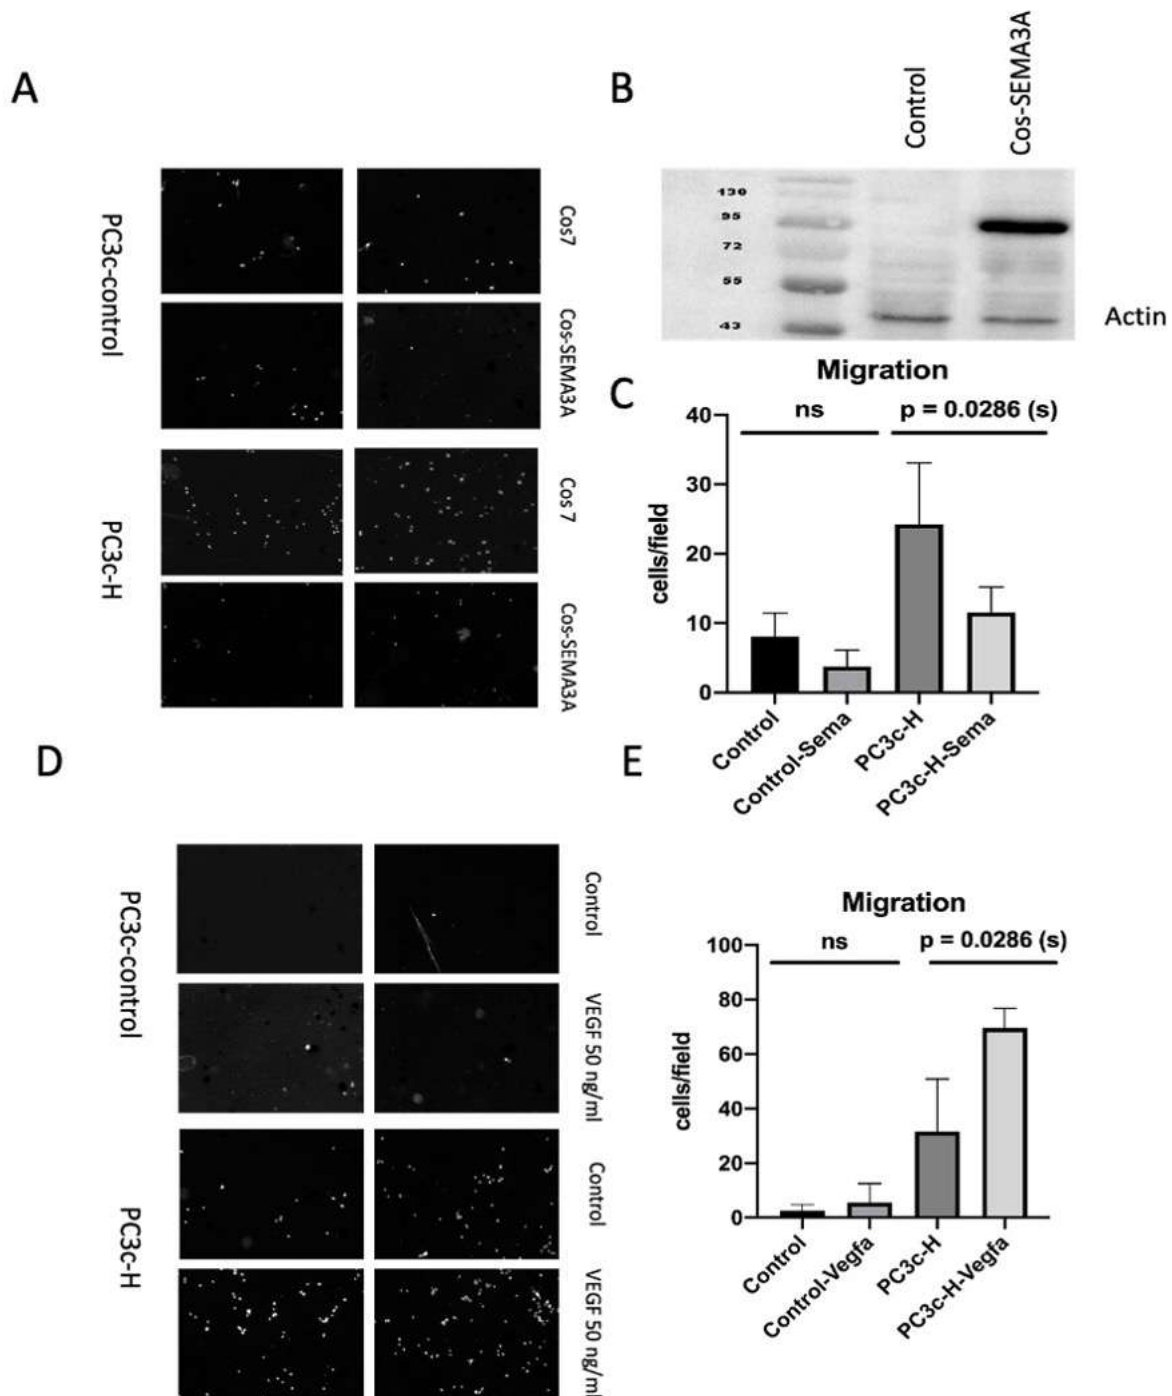 A
PC3c-control
PC3c-H
Cos7
Cos-SEMA3A
Cos 7
Cos-SEMA3A
B
Control
Cos-SEMA3A
130
95
72
55
43
Actin
C
Migration
ns
p = 0.0286 (s)
40
30
20
10
0
cells/field
Control
Control-Sema
PC3c-H
PC3c-H-Sema
D
PC3c-control
PC3c-H
Control
VEGF 50 ng/ml
Control
VEGF 50 ng/ml
E
Migration
ns
p = 0.0286 (s)
100
80
60
40
20
0
cells/field
Control
Control-Vegfa
PC3c-H
PC3c-H-Vegfa